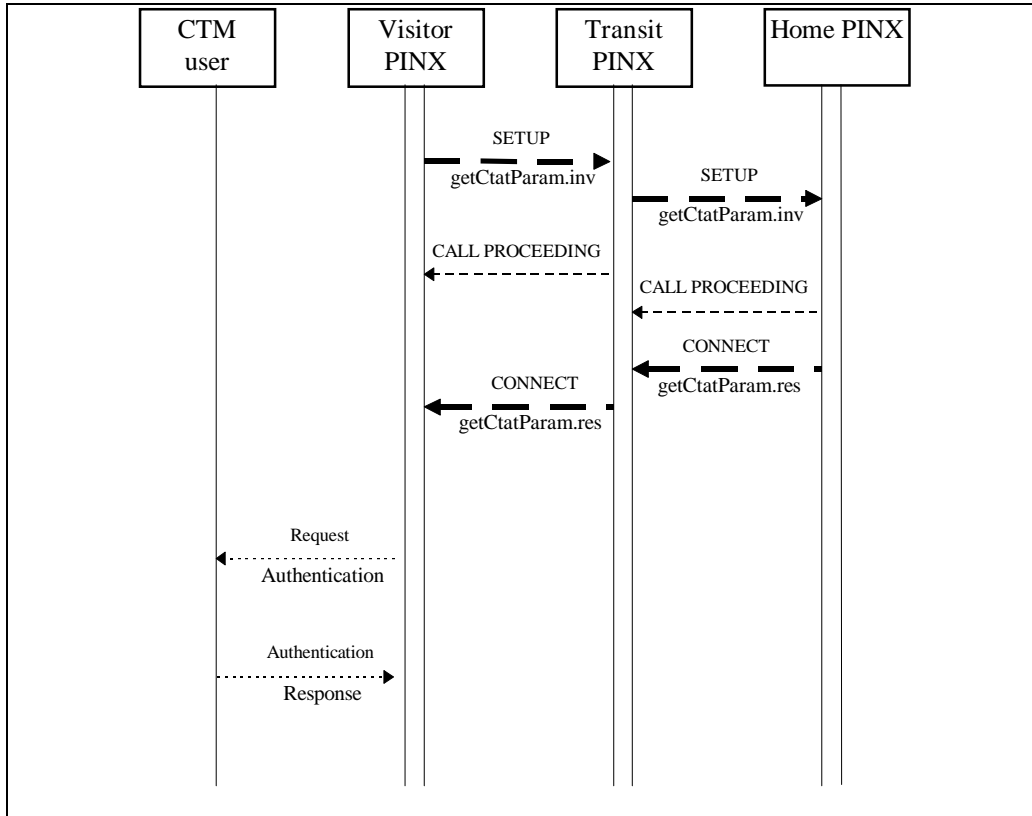 CTM
user
Visitor
PINX
Transit
PINX
Home PINX
SETUP
getCtatParam.inv
SETUP
getCtatParam.inv
CALL PROCEEDING
CALL PROCEEDING
CONNECT
getCtatParam.res
CONNECT
getCtatParam.res
Request
Authentication
Authentication
Response